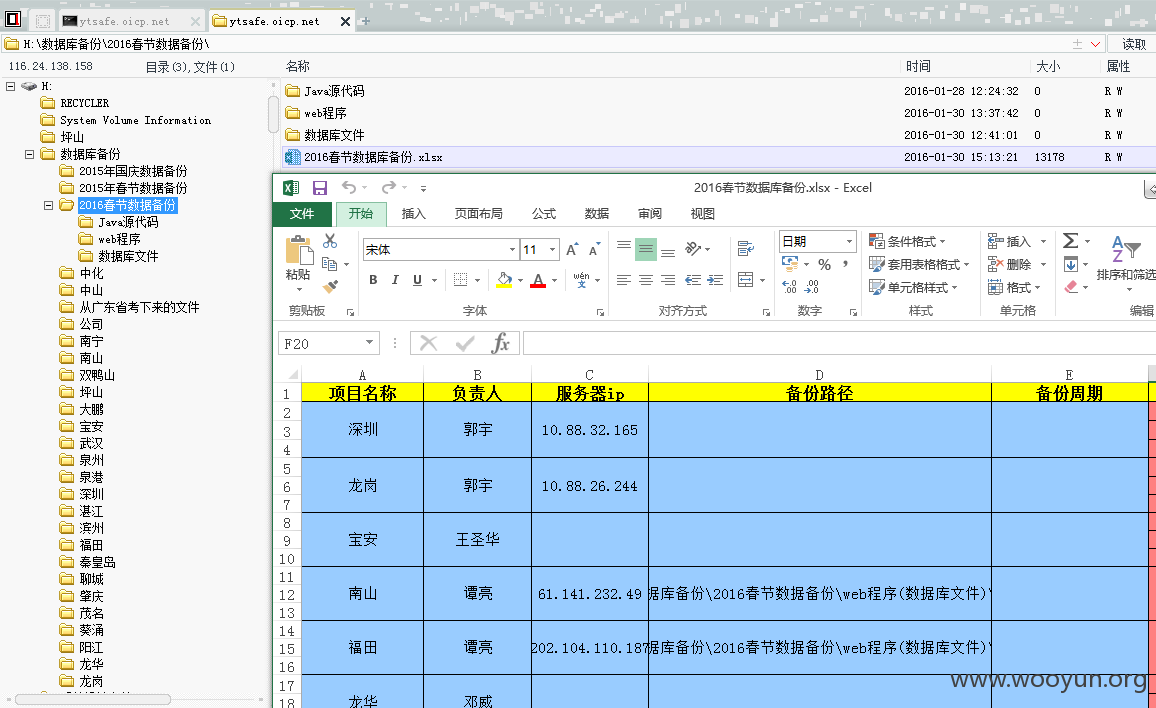 ytsafe.oicp.net
ytsafe.oicp.net
H:\数据库备份\2016春节数据备份\
读取
116.24.138.158 目录(3),文件(1)
名称 时间 大小 属性
H:
RECYCLER
System Volume Information
坪山
数据库备份
2015年国庆数据备份
2015年春节数据备份
2016春节数据备份
Java源代码
web程序
数据库文件
中化
中山
从广东省考下来的文件
公司
南宁
南山
双鸭山
坪山
大鹏
宝安
武汉
泉州
泉港
深圳
湛江
滨州
福田
秦皇岛
聊城
肇庆
茂名
葵涌
阳江
龙华
龙岗
Java源代码 2016-01-28 12:24:32 0 R W
web程序 2016-01-30 13:37:42 0 R W
数据库文件 2016-01-30 12:41:01 0 R W
2016春节数据库备份.xlsx 2016-01-30 15:13:21 13178 R W
2016春节数据库备份.xlsx - Excel
文件 开始 插入 页面布局 公式 数据 审阅 视图
宋体 11 日期
条件格式 插入
粘贴
套用表格格式 删除 排序和筛选
B I U A wén 文
单元格样式 格式
剪贴板 字体 对齐方式 数字 样式 单元格 编辑
F20 fx
A B C D E
1 项目名称 负责人 服务器ip 备份路径 备份周期
2
3 深圳 郭宇 10.88.32.165
4
5
6 龙岗 郭宇 10.88.26.244
7
8
9 宝安 王圣华
10
11
12 南山 谭亮 61.141.232.49 据库备份\2016春节数据备份\web程序(数据库文件)\
13
14
15 福田 谭亮 202.104.110.187 据库备份\2016春节数据备份\web程序(数据库文件)\
16
17
18 龙华 邓威
www.wooyun.org